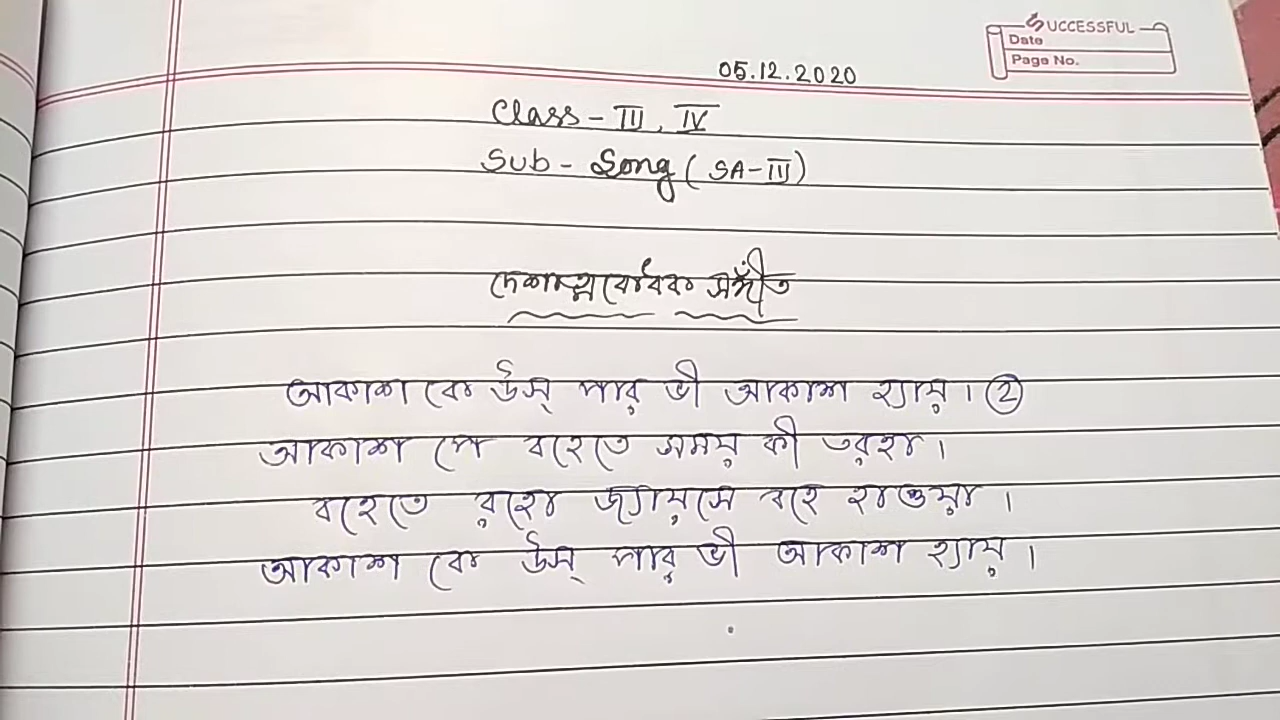 SUCCESSFUL
Date
Page No.
05.12.2020
Class - III, IV
Sub - Song (SA-III)
দেশাত্মবোধক সঙ্গীত
আকাশ কে উস্ পার ভী আকাশ হ্যায়। ②
আকাশ পে বহেতে সময় কী তরহা।
বহেতে রহো জ্যায়সে বহে হাওয়া।
আকাশ কে উস্ পার ভী আকাশ হ্যায়।